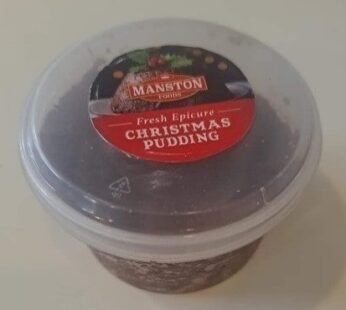 MANSTON
FOODS
Fresh Epicure
CHRISTMAS
PUDDING